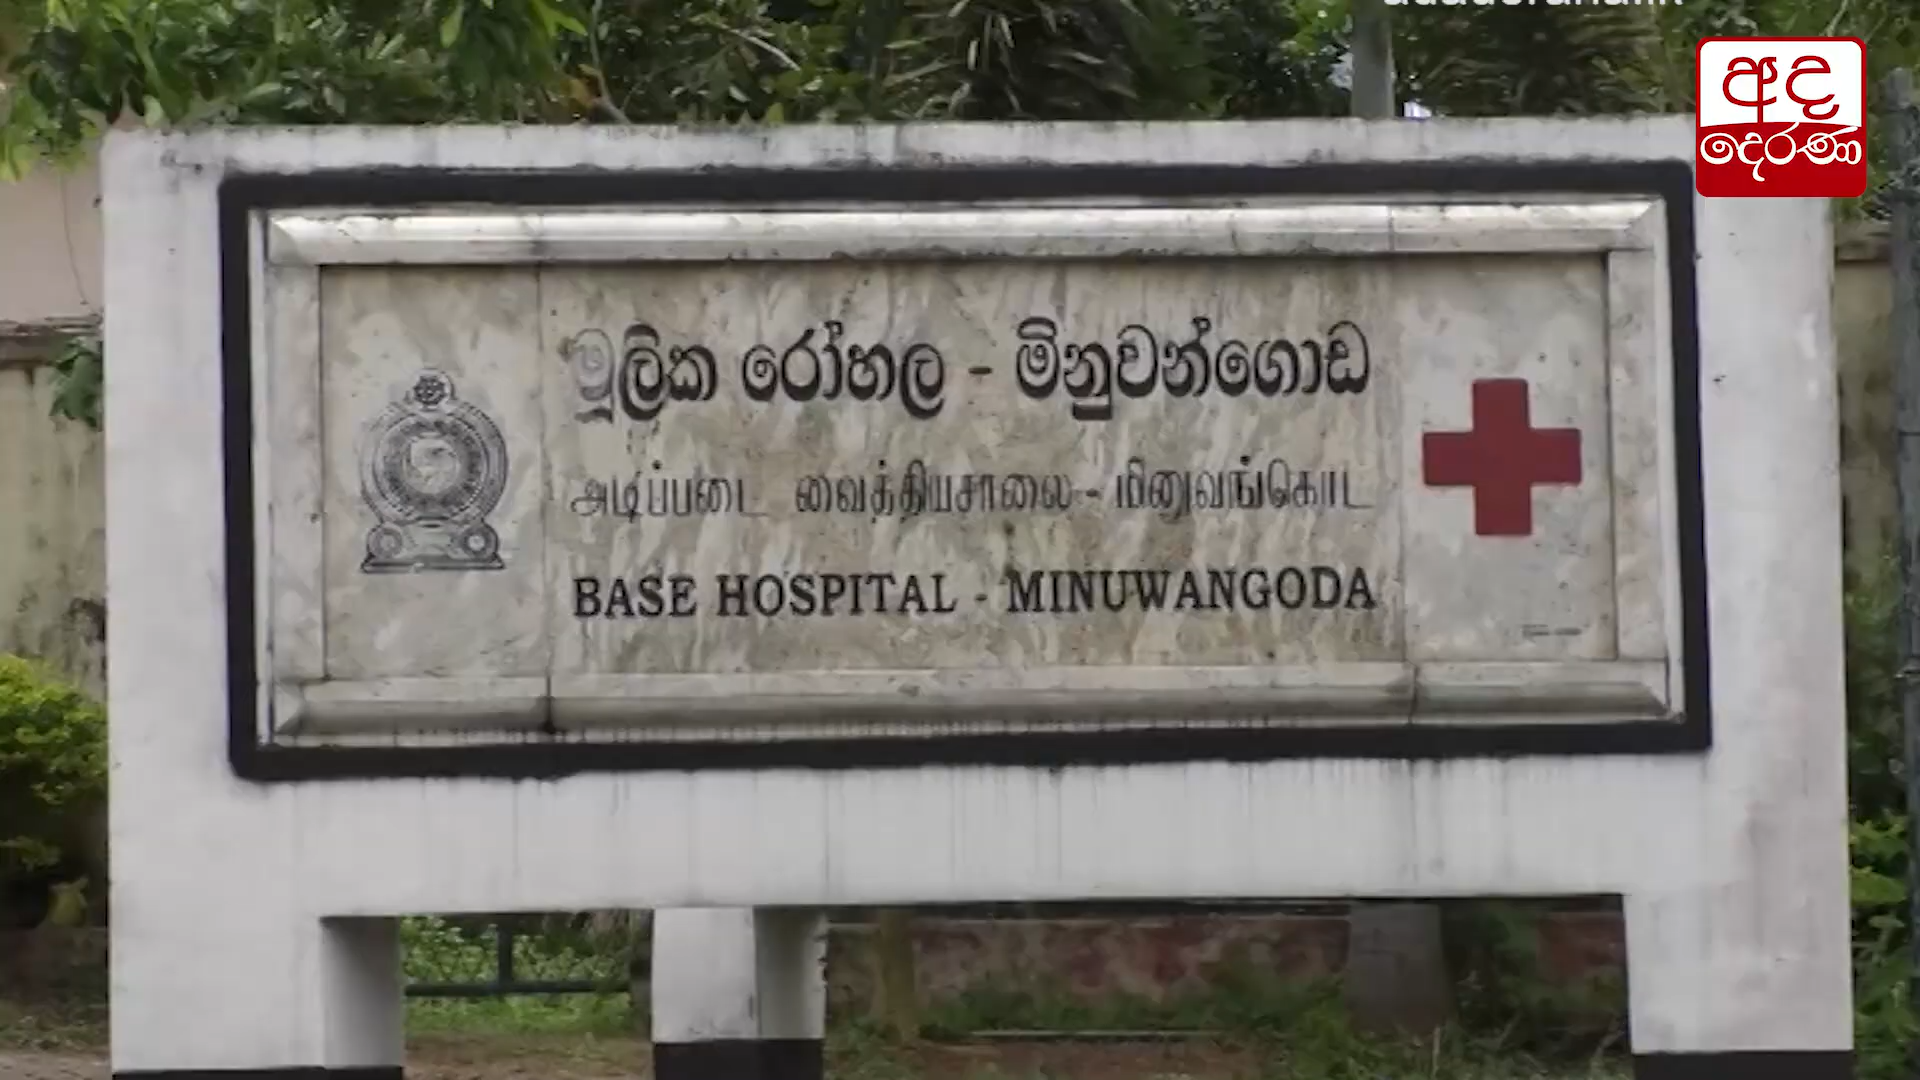 අද
දෙරණ
මූලික රෝහල - මිනුවන්ගොඩ
அடிப்படை வைத்தியசாலை - மினுவங்கொட
BASE HOSPITAL - MINUWANGODA